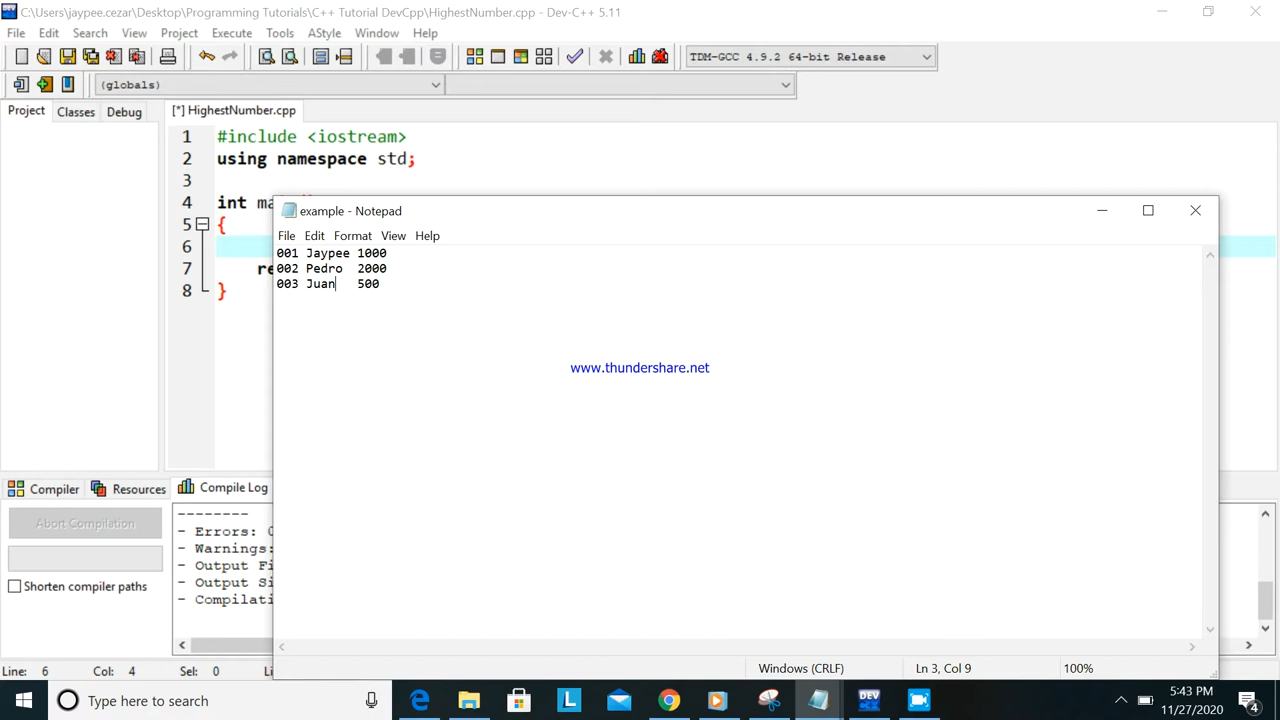 C:\Users\jaypee.cezar\Desktop\Programming Tutorials\C++ Tutorial DevCpp\HighestNumber.cpp - Dev-C++ 5.11
File Edit Search View Project Execute Tools AStyle Window Help
TDM-GCC 4.9.2 64-bit Release
(globals)
Project Classes Debug [*] HighestNumber.cpp
1 #include <iostream>
2 using namespace std;
3
4 int ma
5 {
6
7 re
8 }
example - Notepad
File Edit Format View Help
001 Jaypee 1000
002 Pedro 2000
003 Juan 500
www.thundershare.net
Windows (CRLF) Ln 3, Col 9 100%
Compiler Resources Compile Log
Abort Compilation
Shorten compiler paths
--------
- Errors:
- Warnings:
- Output Fi
- Output Si
- Compilati
Line: 6 Col: 4 Sel: 0
Type here to search
L
DEV
5:43 PM
11/27/2020
4